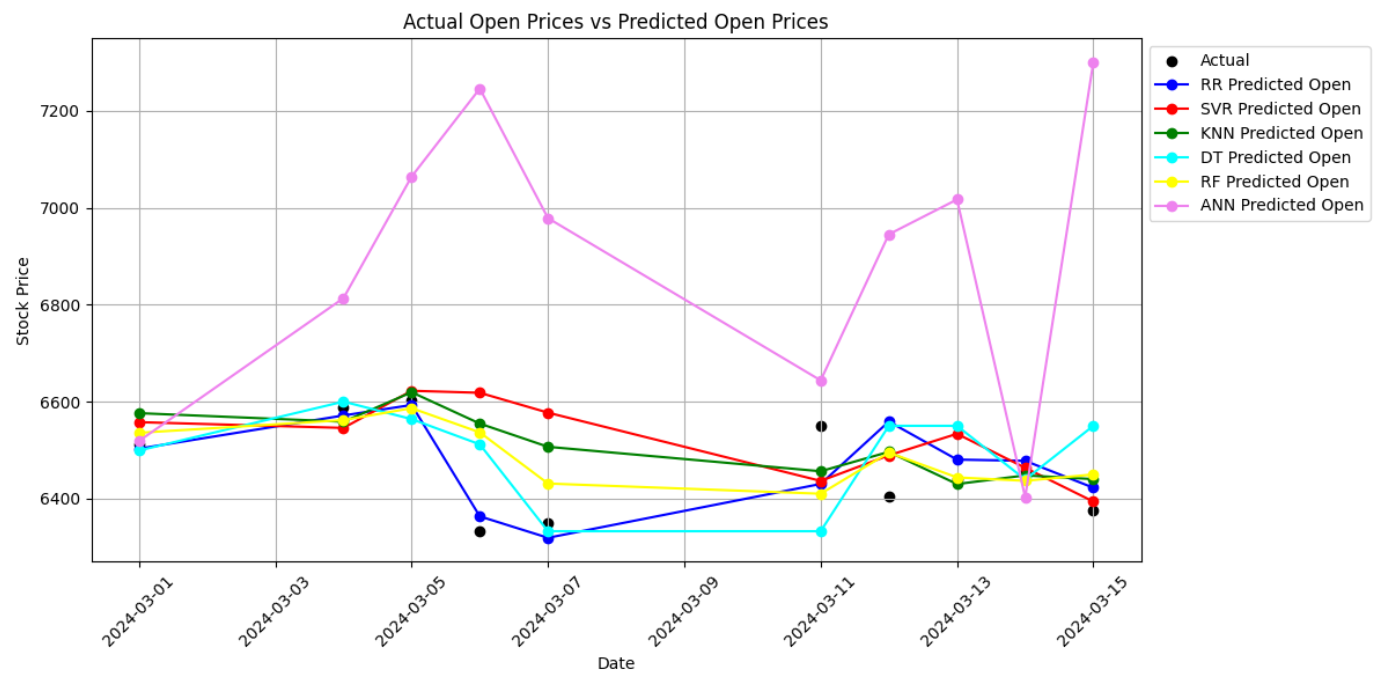 Actual Open Prices vs Predicted Open Prices
Actual
RR Predicted Open
SVR Predicted Open
KNN Predicted Open
DT Predicted Open
RF Predicted Open
ANN Predicted Open
Stock Price
7200
7000
6800
6600
6400
2024-03-01
2024-03-03
2024-03-05
2024-03-07
2024-03-09
2024-03-11
2024-03-13
2024-03-15
Date